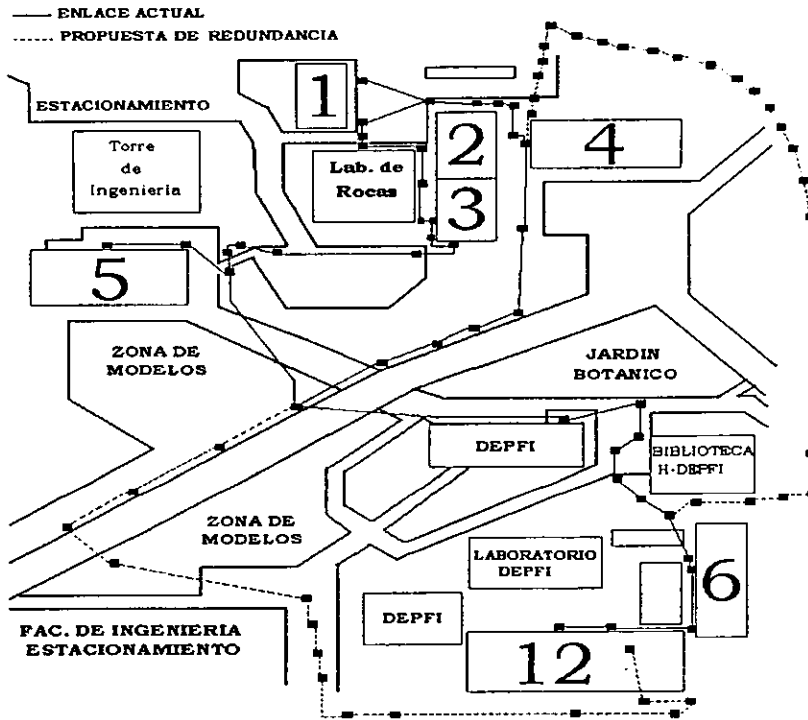 ENLACE ACTUAL
PROPUESTA DE REDUNDANCIA
1
ESTACIONAMIENTO
2
4
Torre
de
Ingenieria
Lab. de
Rocas
3
5
ZONA DE
MODELOS
JARDIN
BOTANICO
DEPFI
BIBLIOTECA
H-DEPFI
ZONA DE
MODELOS
LABORATORIO
DEPFI
6
DEPFI
FAC. DE INGENIERIA
ESTACIONAMIENTO
12